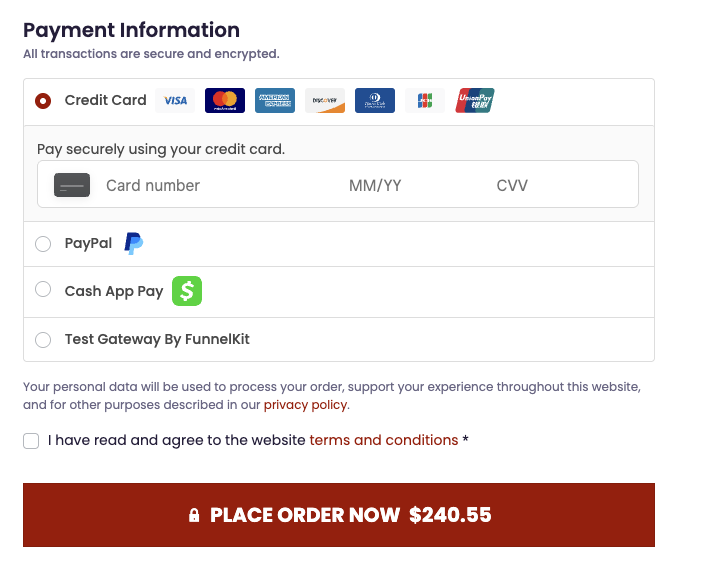 Payment Information
All transactions are secure and encrypted.
Credit Card VISA mastercard AMERICAN EXPRESS DISCOVER Diners Club JCB UnionPay 银联
Pay securely using your credit card.
Card number MM/YY CVV
PayPal
Cash App Pay $
Test Gateway By FunnelKit
Your personal data will be used to process your order, support your experience throughout this website,
and for other purposes described in our privacy policy.
I have read and agree to the website terms and conditions *
PLACE ORDER NOW $240.55